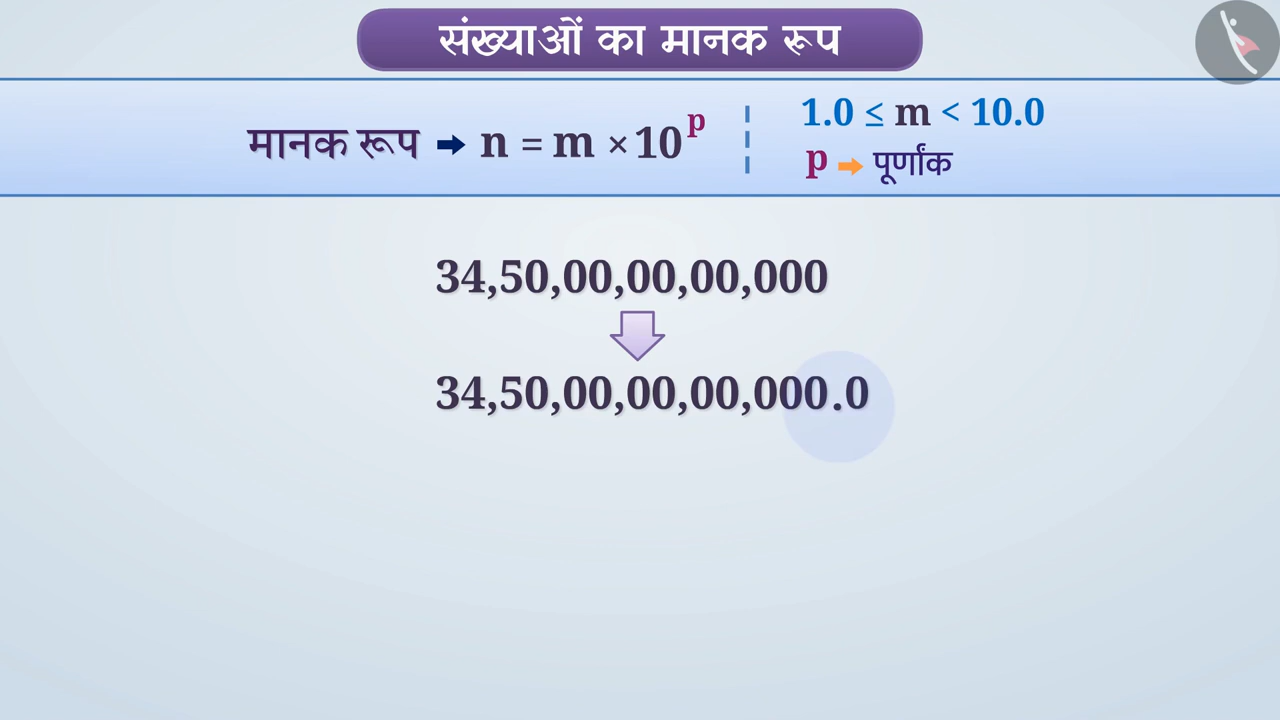 संख्याओं का मानक रूप
मानक रूप ➡ n = m × 10^p
1.0 ≤ m < 10.0
p ➡ पूर्णांक
34,50,00,00,00,000
34,50,00,00,00,000.0